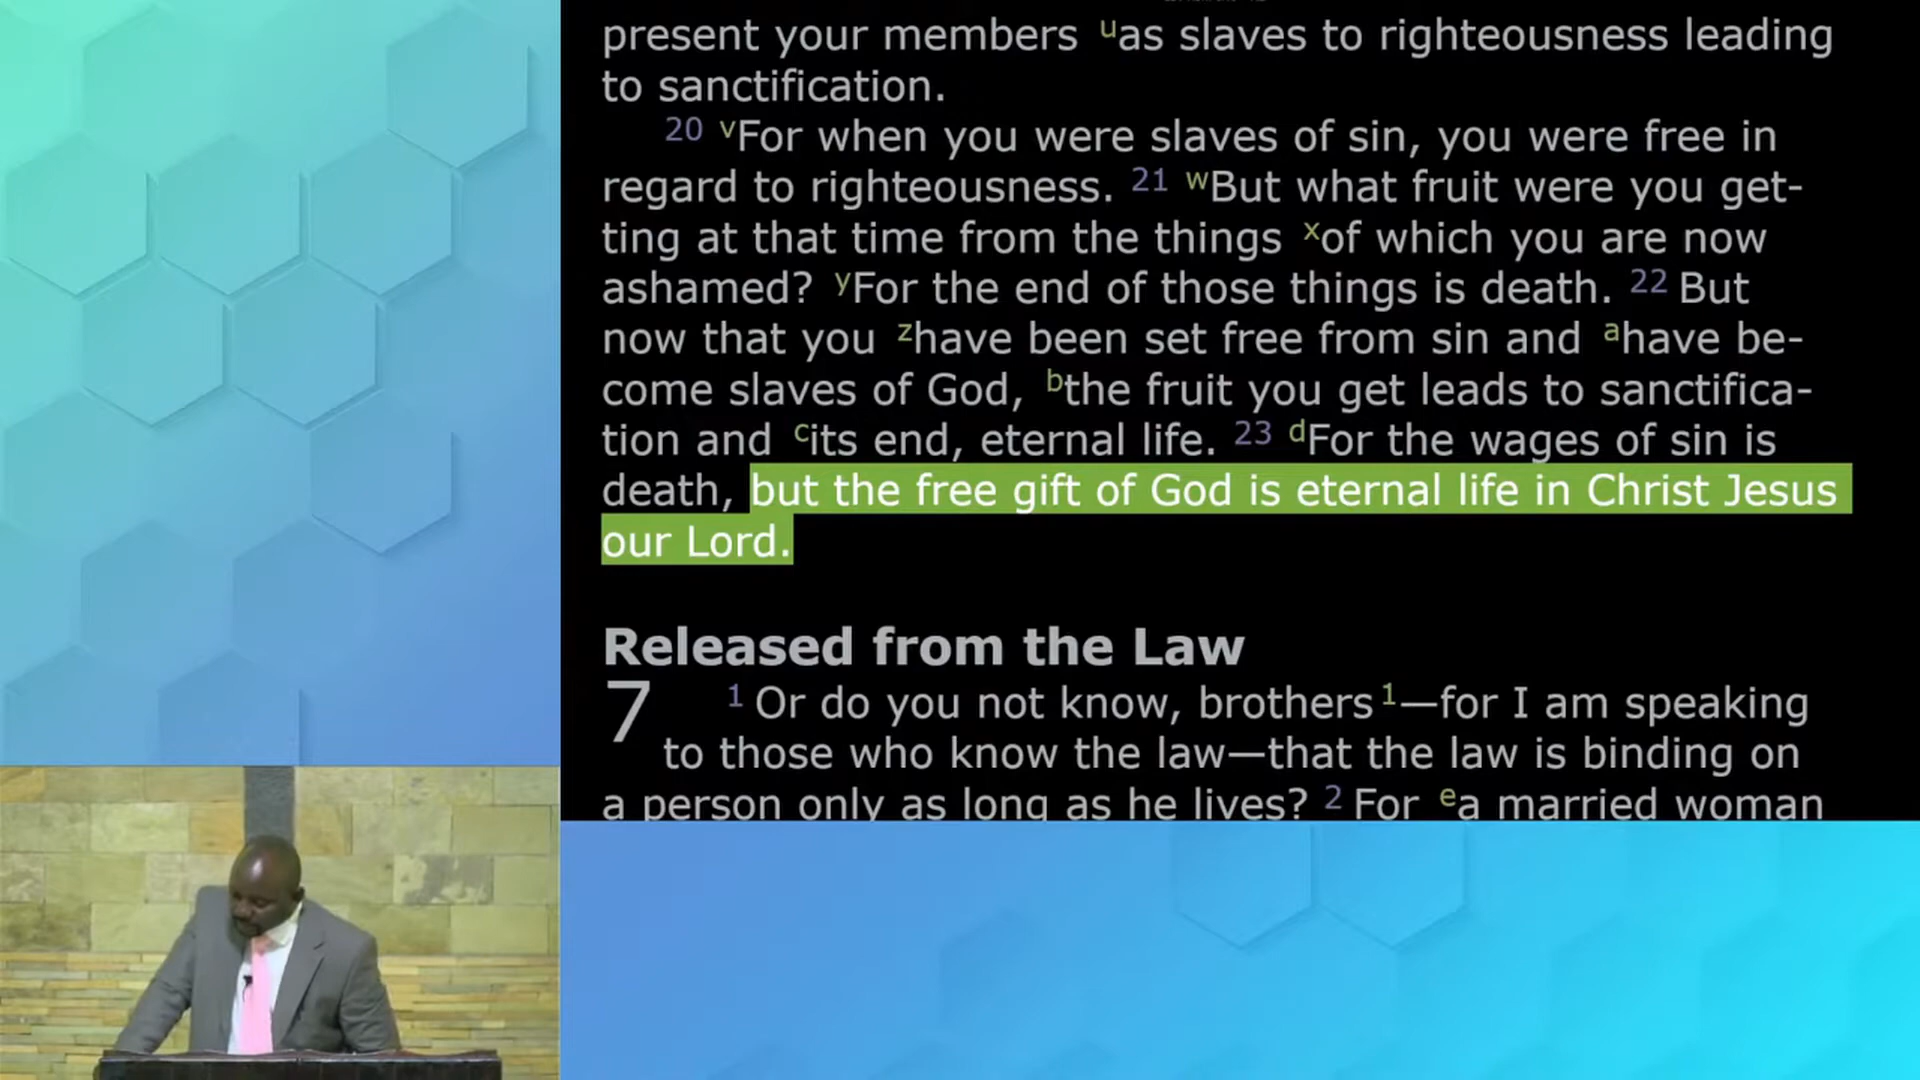 present your members uas slaves to righteousness leading
to sanctification.
20 vFor when you were slaves of sin, you were free in
regard to righteousness. 21 wBut what fruit were you get-
ting at that time from the things xof which you are now
ashamed? yFor the end of those things is death. 22 But
now that you zhave been set free from sin and ahave be-
come slaves of God, bthe fruit you get leads to sanctifica-
tion and cits end, eternal life. 23 dFor the wages of sin is
death, but the free gift of God is eternal life in Christ Jesus
our Lord.
Released from the Law
7 1 Or do you not know, brothers1—for I am speaking
to those who know the law—that the law is binding on
a person only as long as he lives? 2 For ea married woman